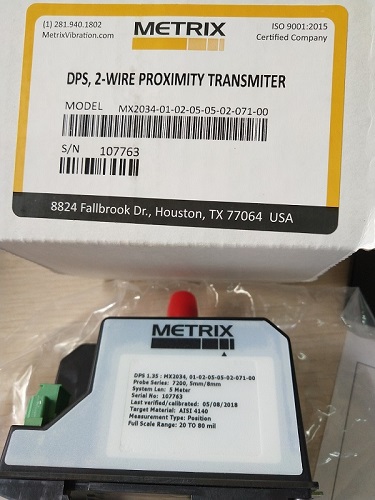 (1) 281.940.1802
MetrixVibration.com
METRIX
ISO 9001:2015
Certified Company
DPS, 2-WIRE PROXIMITY TRANSMITER
MODEL MX2034-01-02-05-05-02-071-00
S/N 107763
8824 Fallbrook Dr., Houston, TX 77064 USA
METRIX
DPS 1.35 : MX2034, 01-02-05-05-02-071-00
Probe Series: 7200, 5mm/8mm
System Len: 5 Meter
Serial No: 107763
Last verified/calibrated: 05/08/2018
Target Material: AISI 4140
Measurement Type: Position
Full Scale Range: 20 TO 80 mil